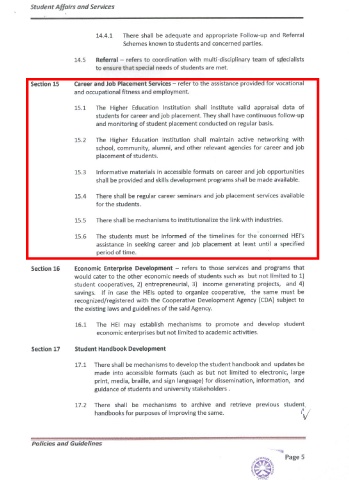 Student Affairs and Services
14.4.1 There shall be adequate and appropriate Follow-up and Referral
Schemes known to students and concerned parties.
14.5 Referral – refers to coordination with multi-disciplinary team of specialists
to ensure that special needs of students are met.
Section 15 Career and Job Placement Services – refer to the assistance provided for vocational
and occupational fitness and employment.
15.1 The Higher Education Institution shall institute valid appraisal data of
students for career and job placement. They shall have continuous follow-up
and monitoring of student placement conducted on regular basis.
15.2 The Higher Education Institution shall maintain active networking with
school, community, alumni, and other relevant agencies for career and job
placement of students.
15.3 Informative materials in accessible formats on career and job opportunities
shall be provided and skills development programs shall be made available.
15.4 There shall be regular career seminars and job placement services available
for the students.
15.5 There shall be mechanisms to institutionalize the link with industries.
15.6 The students must be informed of the timelines for the concerned HEI's
assistance in seeking career and job placement at least until a specified
period of time.
Section 16 Economic Enterprise Development – refers to those services and programs that
would cater to the other economic needs of students such as but not limited to 1)
student cooperatives, 2) entrepreneurial, 3) income generating projects, and 4)
savings. If in case the HEIs opted to organize cooperative, the same must be
recognized/registered with the Cooperative Development Agency (CDA) subject to
the existing laws and guidelines of the said Agency.
16.1 The HEI may establish mechanisms to promote and develop student
economic enterprises but not limited to academic activities.
Section 17 Student Handbook Development
17.1 There shall be mechanisms to develop the student handbook and updates be
made into accessible formats (such as but not limited to electronic, large
print, media, braille, and sign language) for dissemination, information, and
guidance of students and university stakeholders .
17.2 There shall be mechanisms to archive and retrieve previous student
handbooks for purposes of improving the same.
Policies and Guidelines
Page 5